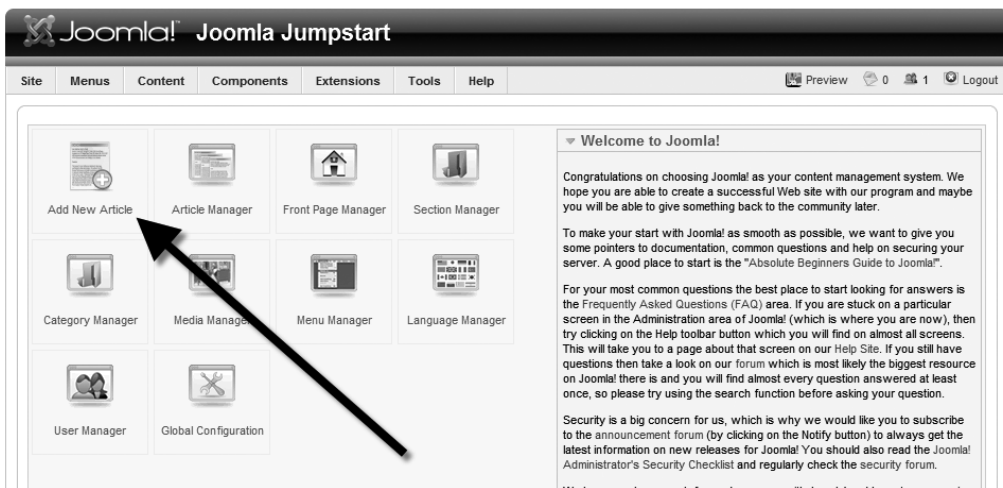 Joomla!™ Joomla Jumpstart
Site Menus Content Components Extensions Tools Help Preview 0 1 Logout
Add New Article Article Manager Front Page Manager Section Manager
Category Manager Media Manager Menu Manager Language Manager
User Manager Global Configuration
Welcome to Joomla!
Congratulations on choosing Joomla! as your content management system. We
hope you are able to create a successful Web site with our program and maybe
you will be able to give something back to the community later.
To make your start with Joomla! as smooth as possible, we want to give you
some pointers to documentation, common questions and help on securing your
server. A good place to start is the "Absolute Beginners Guide to Joomla!".
For your most common questions the best place to start looking for answers is
the Frequently Asked Questions (FAQ) area. If you are stuck on a particular
screen in the Administration area of Joomla! (which is where you are now), then
try clicking on the Help toolbar button which you will find on almost all screens.
This will take you to a page about that screen on our Help Site. If you still have
questions then take a look on our forum which is most likely the biggest resource
on Joomla! there is and you will find almost every question answered at least
once, so please try using the search function before asking your question.
Security is a big concern for us, which is why we would like you to subscribe
to the announcement forum (by clicking on the Notify button) to always get the
latest information on new releases for Joomla! You should also read the Joomla!
Administrator's Security Checklist and regularly check the security forum.